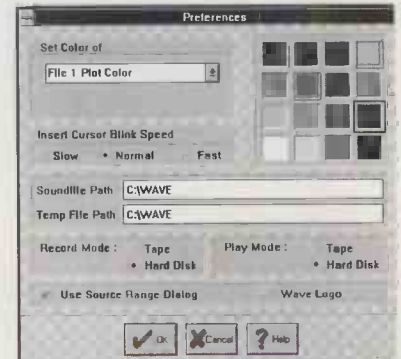 Preferences
Set Color of
File 1 Plot Color
Insert Cursor Blink Speed
Slow Normal Fast
Soundfile Path C:\WAVE
Temp File Path C:\WAVE
Record Mode : Tape Play Mode : Tape
Hard Disk Hard Disk
Use Source Range Dialog Wave Logo
OK Cancel ? Help